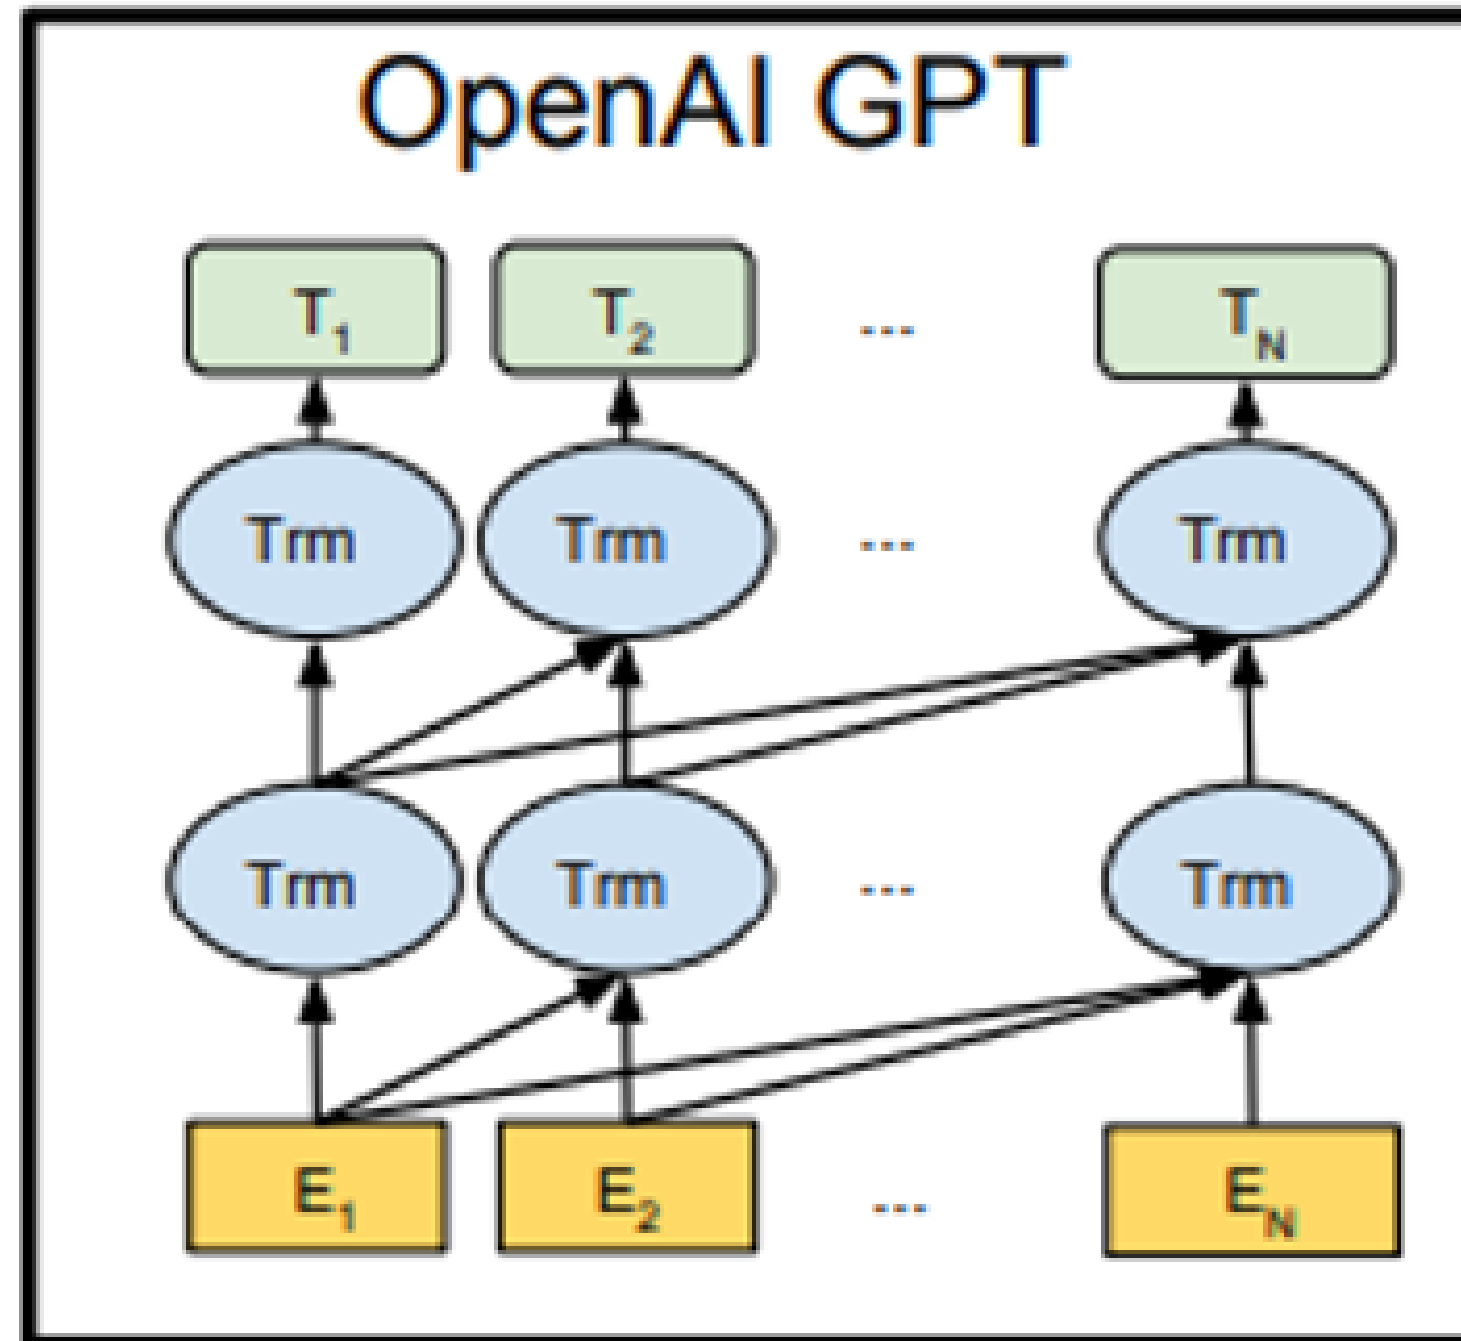 OpenAI GPT
T1 T2 ... TN
Trm Trm ... Trm
Trm Trm ... Trm
E1 E2 ... EN